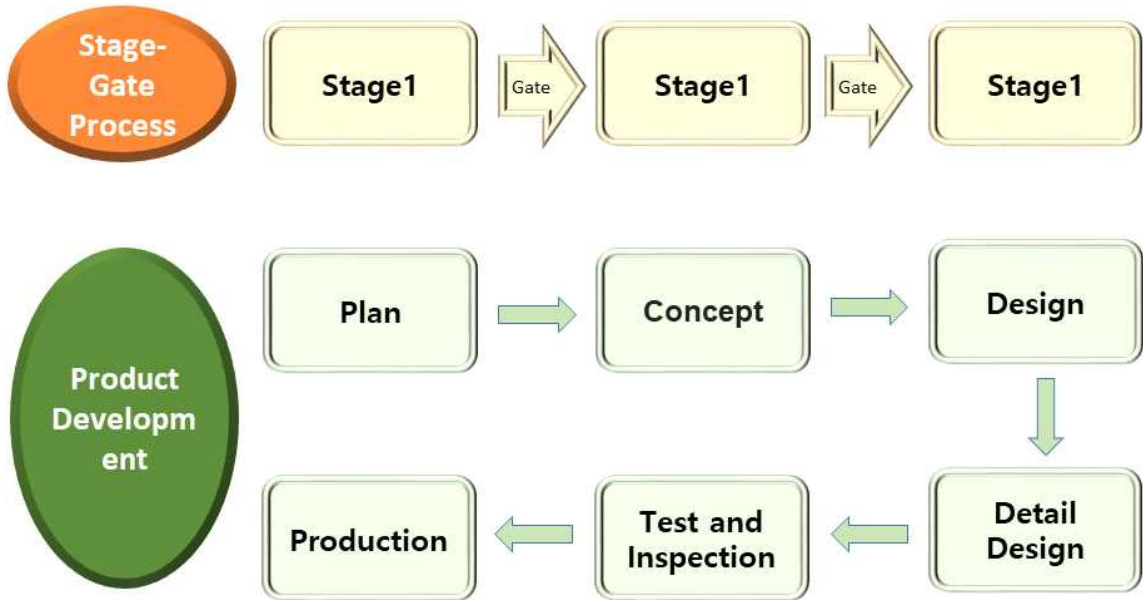 Stage-
Gate
Process
Stage1
Gate
Stage1
Gate
Stage1
Product
Developm
ent
Plan
Concept
Design
Detail
Design
Test and
Inspection
Production